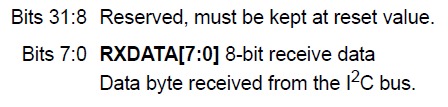 Bits 31:8 Reserved, must be kept at reset value.
Bits 7:0 RXDATA[7:0] 8-bit receive data
Data byte received from the I²C bus.